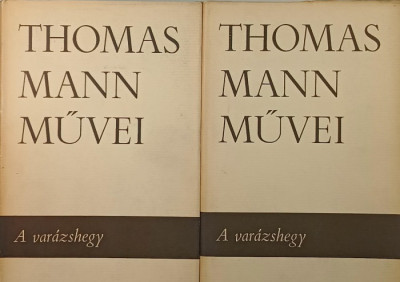 THOMAS
MANN
MŰVEI
A varázshegy
THOMAS
MANN
MŰVEI
A varázshegy